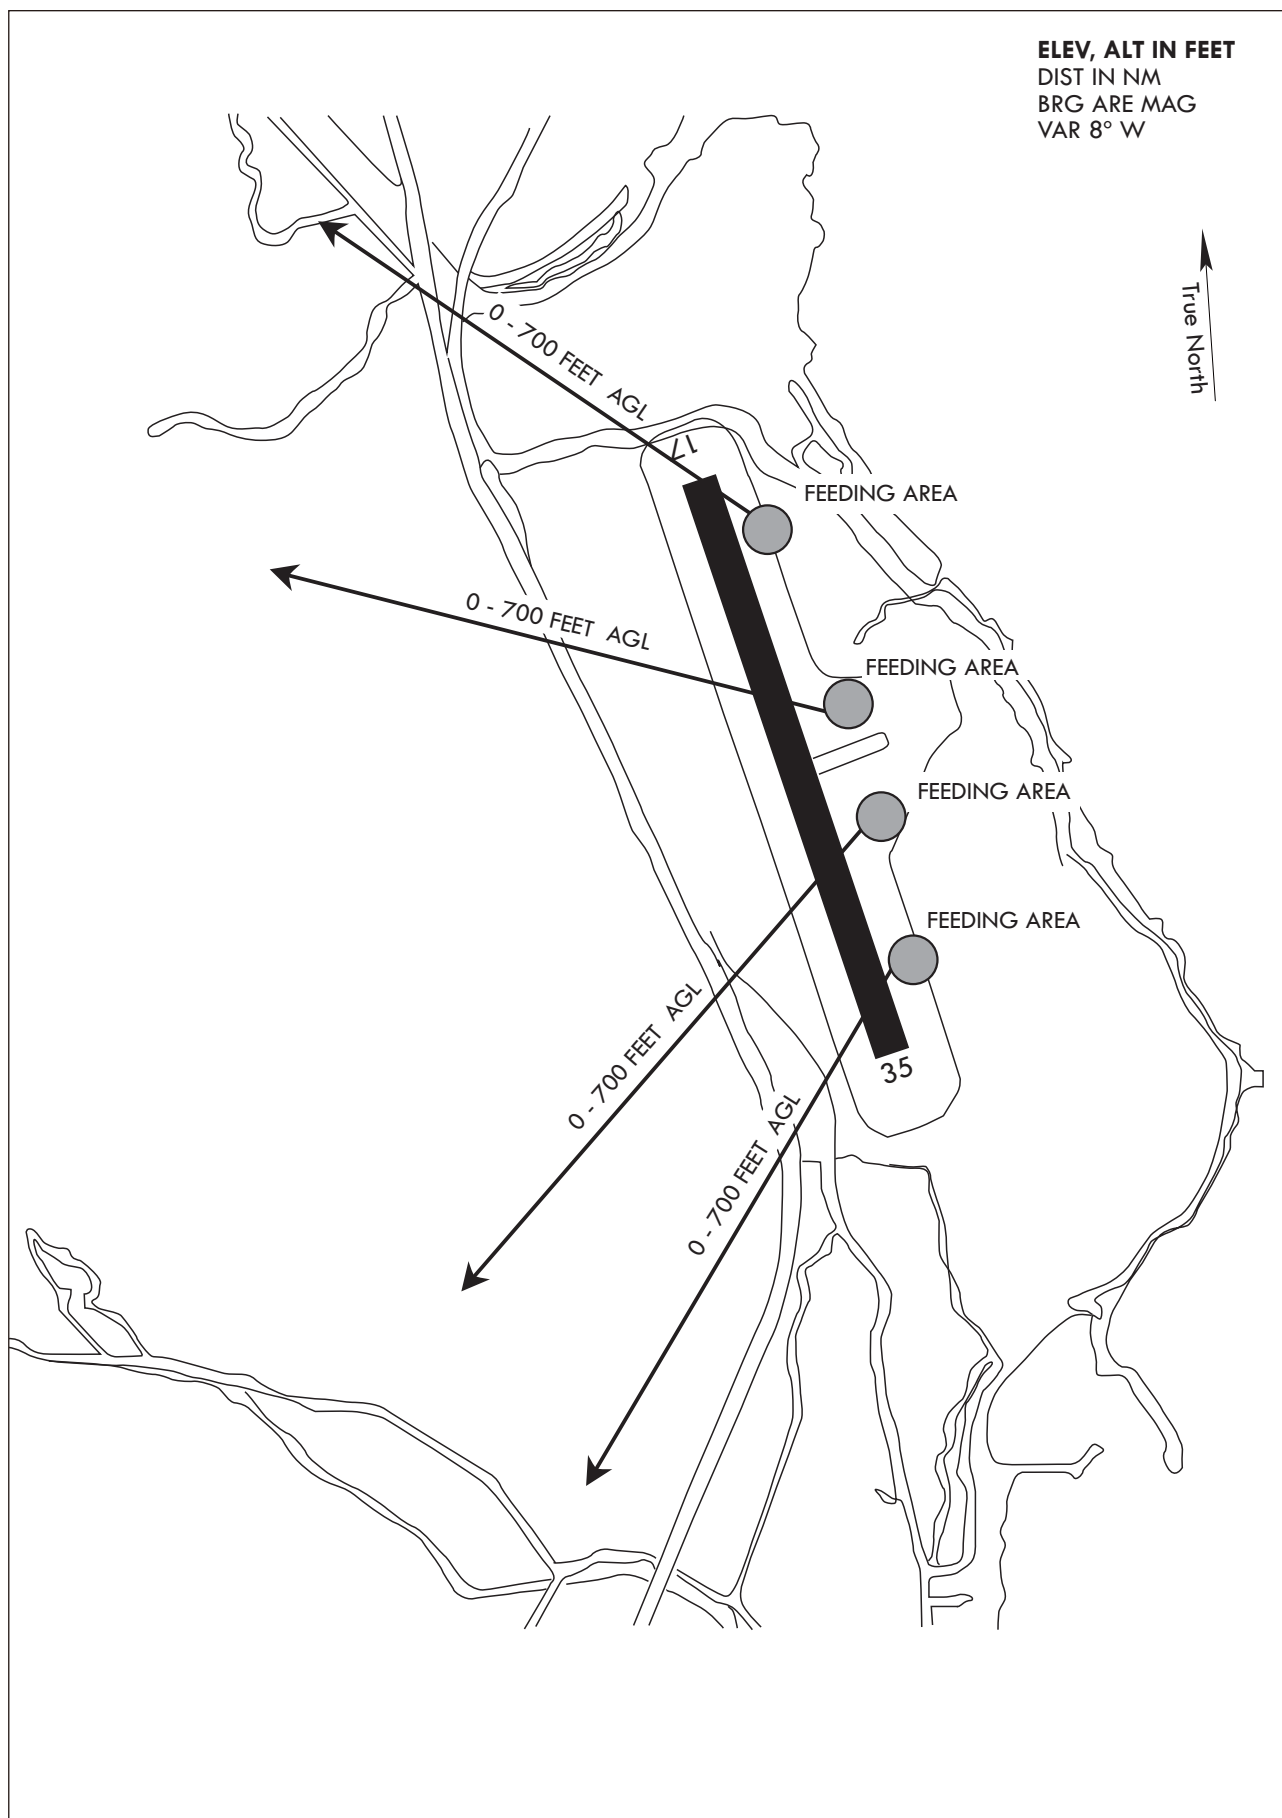 ELEV, ALT IN FEET
DIST IN NM
BRG ARE MAG
VAR 8° W
True North
0 - 700 FEET AGL
17
FEEDING AREA
0 - 700 FEET AGL
FEEDING AREA
FEEDING AREA
FEEDING AREA
0 - 700 FEET AGL
35
0 - 700 FEET AGL